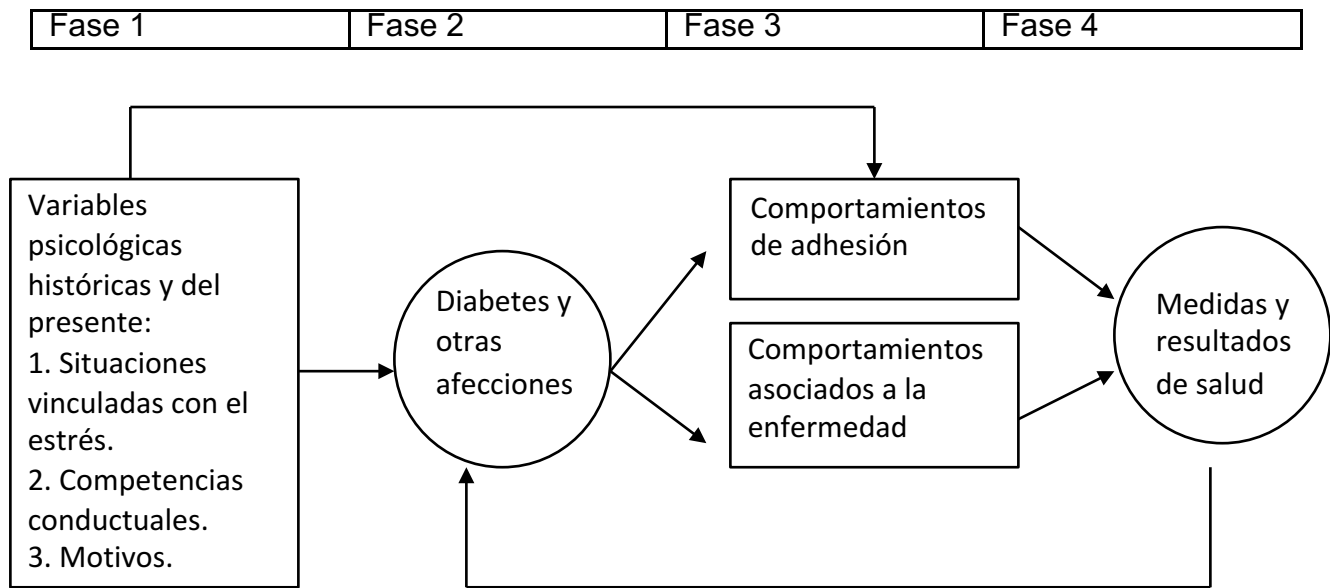 Fase 1 Fase 2 Fase 3 Fase 4
Variables
psicológicas
históricas y del
presente:
1. Situaciones
vinculadas con el
estrés.
2. Competencias
conductuales.
3. Motivos.
Diabetes y
otras
afecciones
Comportamientos
de adhesión
Comportamientos
asociados a la
enfermedad
Medidas y
resultados
de salud